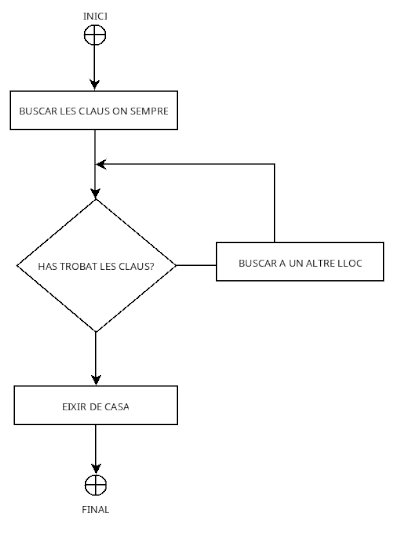 INICI
BUSCAR LES CLAUS ON SEMPRE
HAS TROBAT LES CLAUS?
BUSCAR A UN ALTRE LLOC
EIXIR DE CASA
FINAL